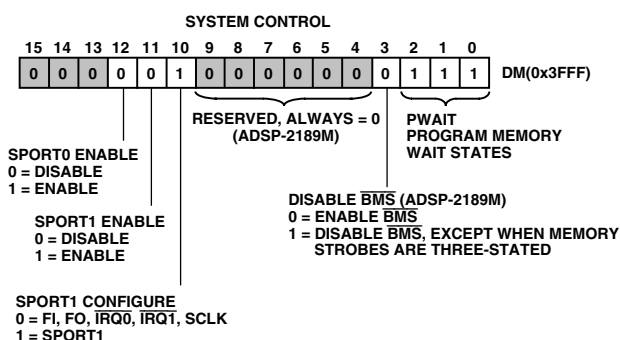 SYSTEM CONTROL
15 14 13 12 11 10 9 8 7 6 5 4 3 2 1 0
0 0 0 0 0 1 0 0 0 0 0 0 0 1 1 1 DM(0x3FFF)
RESERVED, ALWAYS = 0
(ADSP-2189M)
PWAIT
PROGRAM MEMORY
WAIT STATES
SPORT0 ENABLE
0 = DISABLE
1 = ENABLE
DISABLE BMS (ADSP-2189M)
0 = ENABLE BMS
1 = DISABLE BMS, EXCEPT WHEN MEMORY
STROBES ARE THREE-STATED
SPORT1 ENABLE
0 = DISABLE
1 = ENABLE
SPORT1 CONFIGURE
0 = FI, FO, IRQ0, IRQ1, SCLK
1 = SPORT1